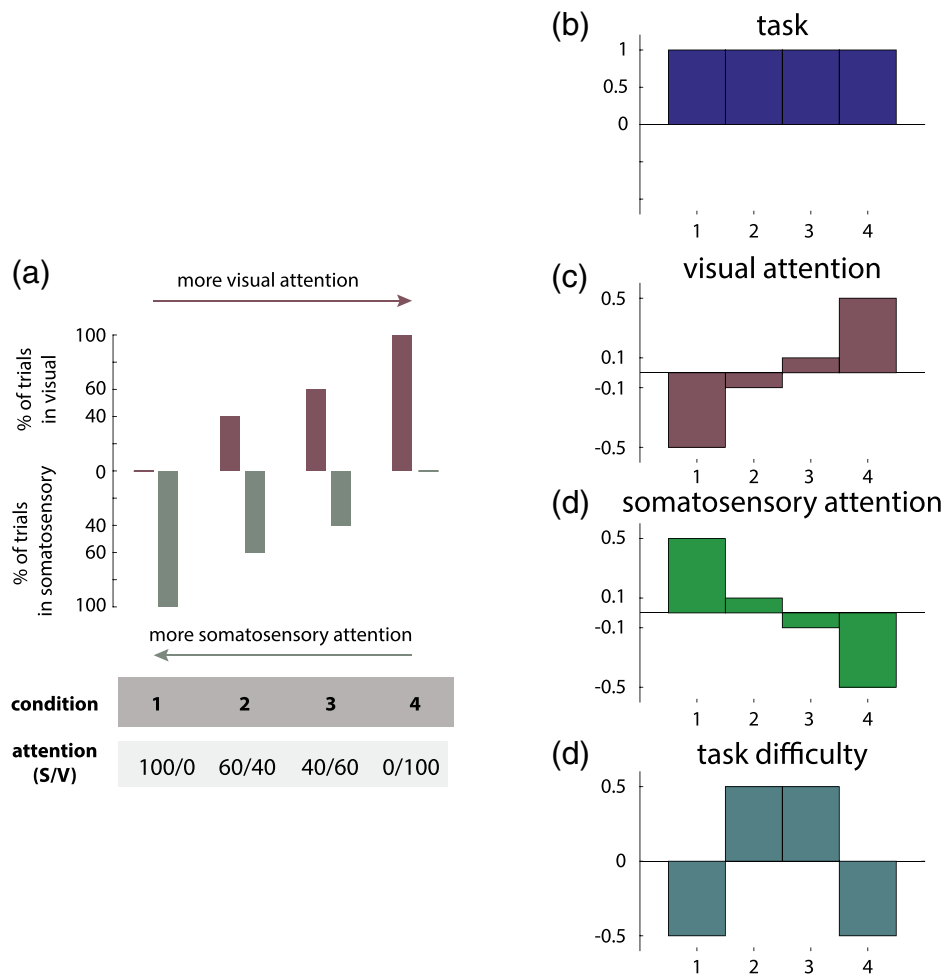 (a)
more visual attention
% of trials
in visual
100
60
40
0
% of trials
in somatosensory
40
60
100
more somatosensory attention
condition 1 2 3 4
attention
(S/V)
100/0 60/40 40/60 0/100
(b)
task
1
0.5
0
1 2 3 4
(c)
visual attention
0.5
0.1
-0.1
-0.5
1 2 3 4
(d)
somatosensory attention
0.5
0.1
-0.1
-0.5
1 2 3 4
(d)
task difficulty
0.5
0
-0.5
1 2 3 4